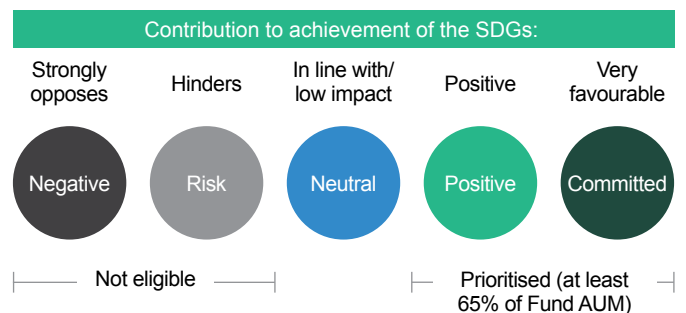 Contribution to achievement of the SDGs:
Strongly
opposes
Hinders
In line with/
low impact
Positive
Very
favourable
Negative
Risk
Neutral
Positive
Committed
Not eligible
Prioritised (at least
65% of Fund AUM)